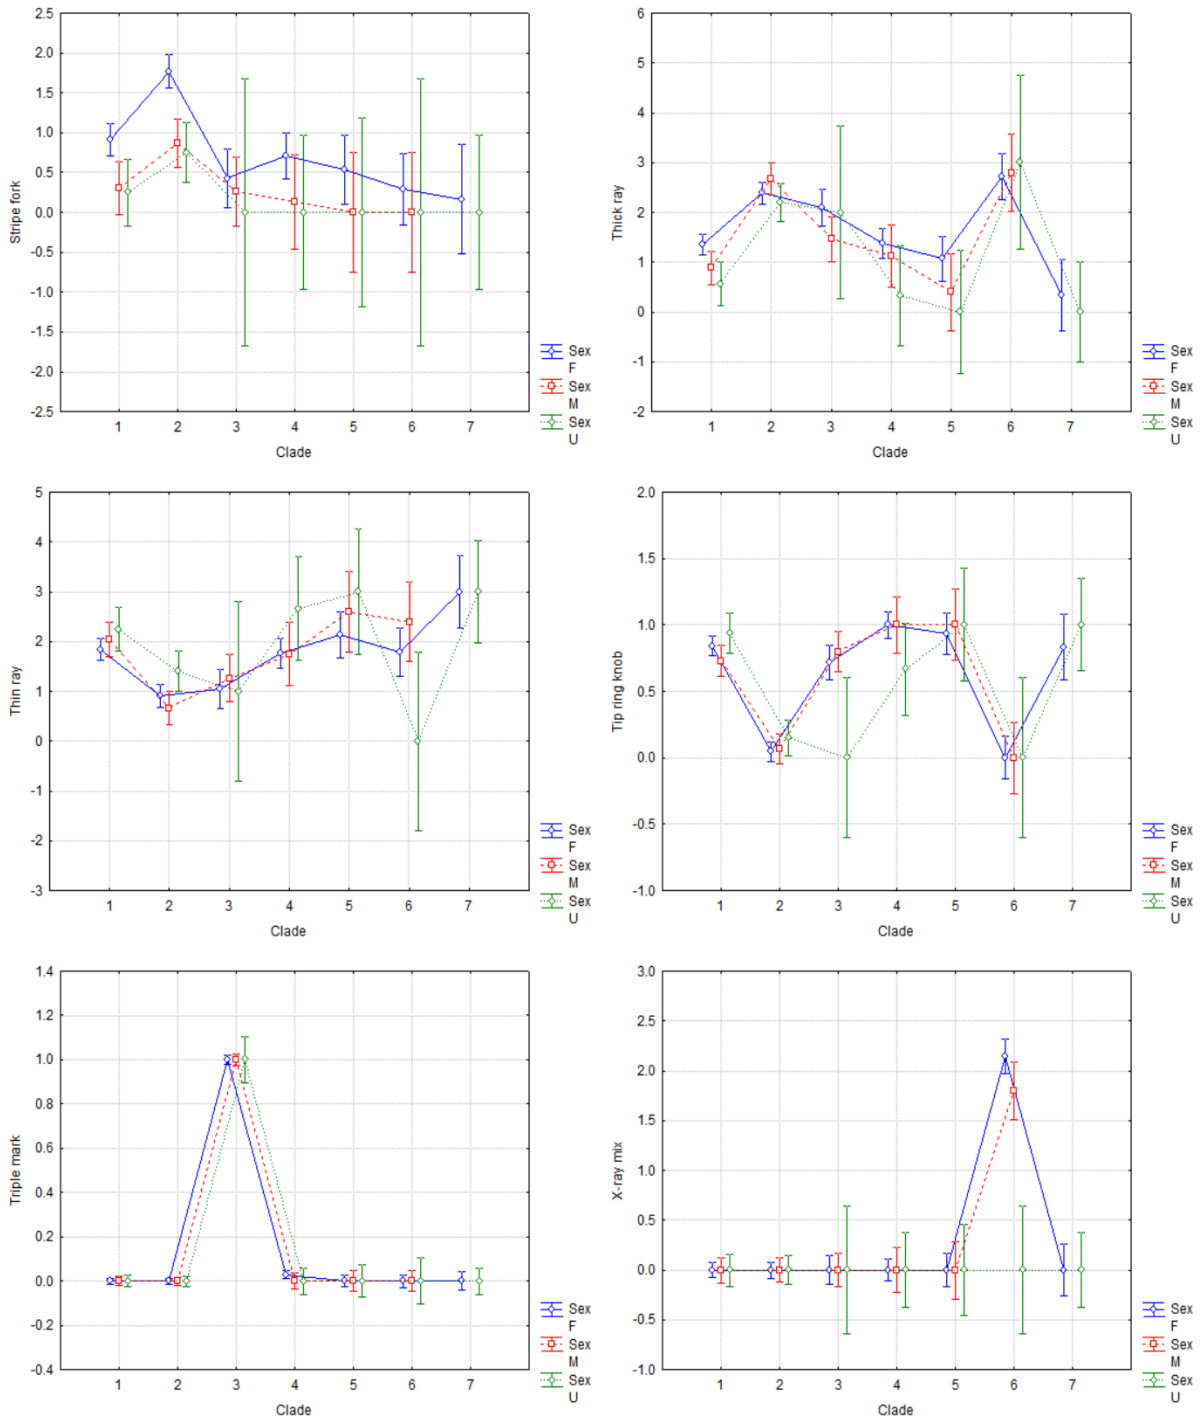 2.5
2.0
1.5
1.0
0.5
0.0
-0.5
-1.0
-1.5
-2.0
-2.5
Stripe fork
1 2 3 4 5 6 7
Clade
Sex
F
Sex
M
Sex
U
6
5
4
3
2
1
0
-1
-2
Thick ray
1 2 3 4 5 6 7
Clade
Sex
F
Sex
M
Sex
U
5
4
3
2
1
0
-1
-2
-3
Thin ray
1 2 3 4 5 6 7
Clade
Sex
F
Sex
M
Sex
U
2.0
1.5
1.0
0.5
0.0
-0.5
-1.0
Tip ring knob
1 2 3 4 5 6 7
Clade
Sex
F
Sex
M
Sex
U
1.4
1.2
1.0
0.8
0.6
0.4
0.2
0.0
-0.2
-0.4
Triple mark
1 2 3 4 5 6 7
Clade
Sex
F
Sex
M
Sex
U
3.0
2.5
2.0
1.5
1.0
0.5
0.0
-0.5
-1.0
X-ray mix
1 2 3 4 5 6 7
Clade
Sex
F
Sex
M
Sex
U